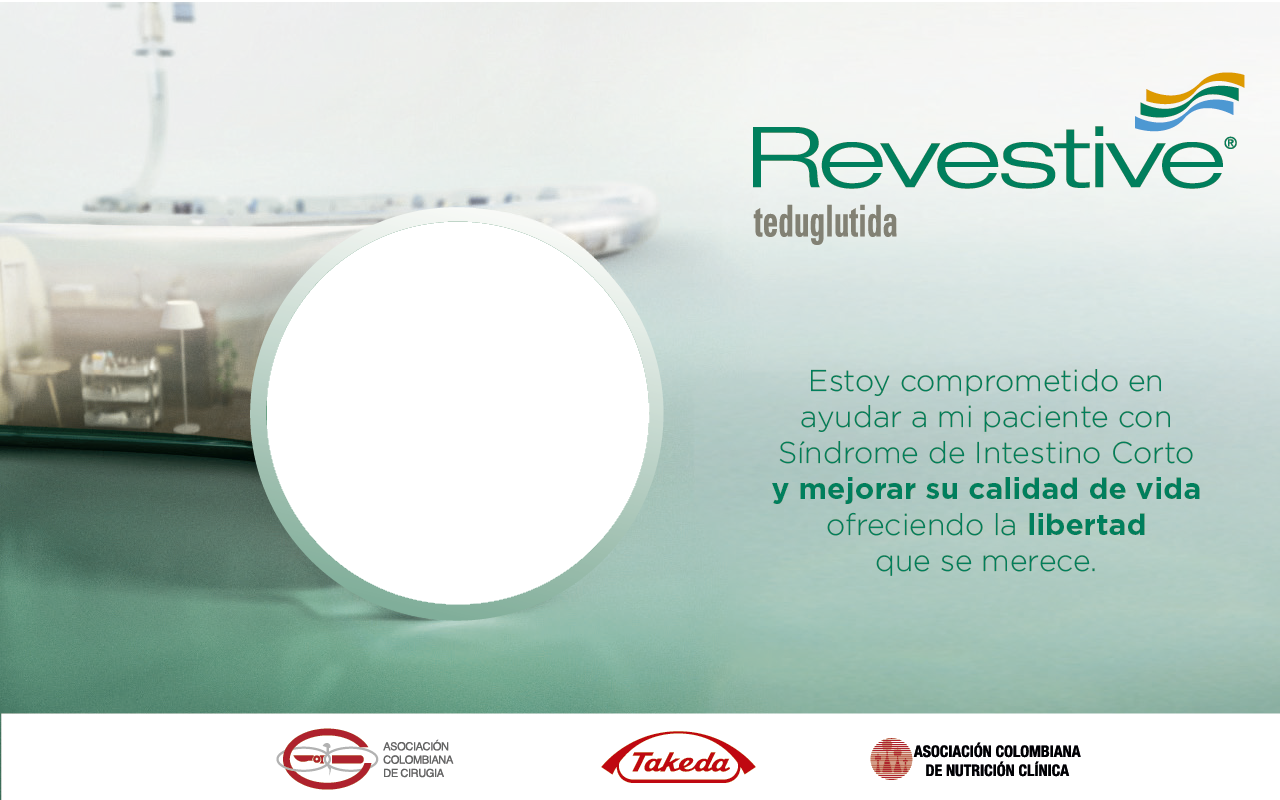 Revestive®
teduglutida
Estoy comprometido en
ayudar a mi paciente con
Síndrome de Intestino Corto
y mejorar su calidad de vida
ofreciendo la libertad
que se merece.
ASOCIACIÓN
COLOMBIANA
DE CIRUGIA
Takeda
ASOCIACIÓN COLOMBIANA
DE NUTRICIÓN CLÍNICA